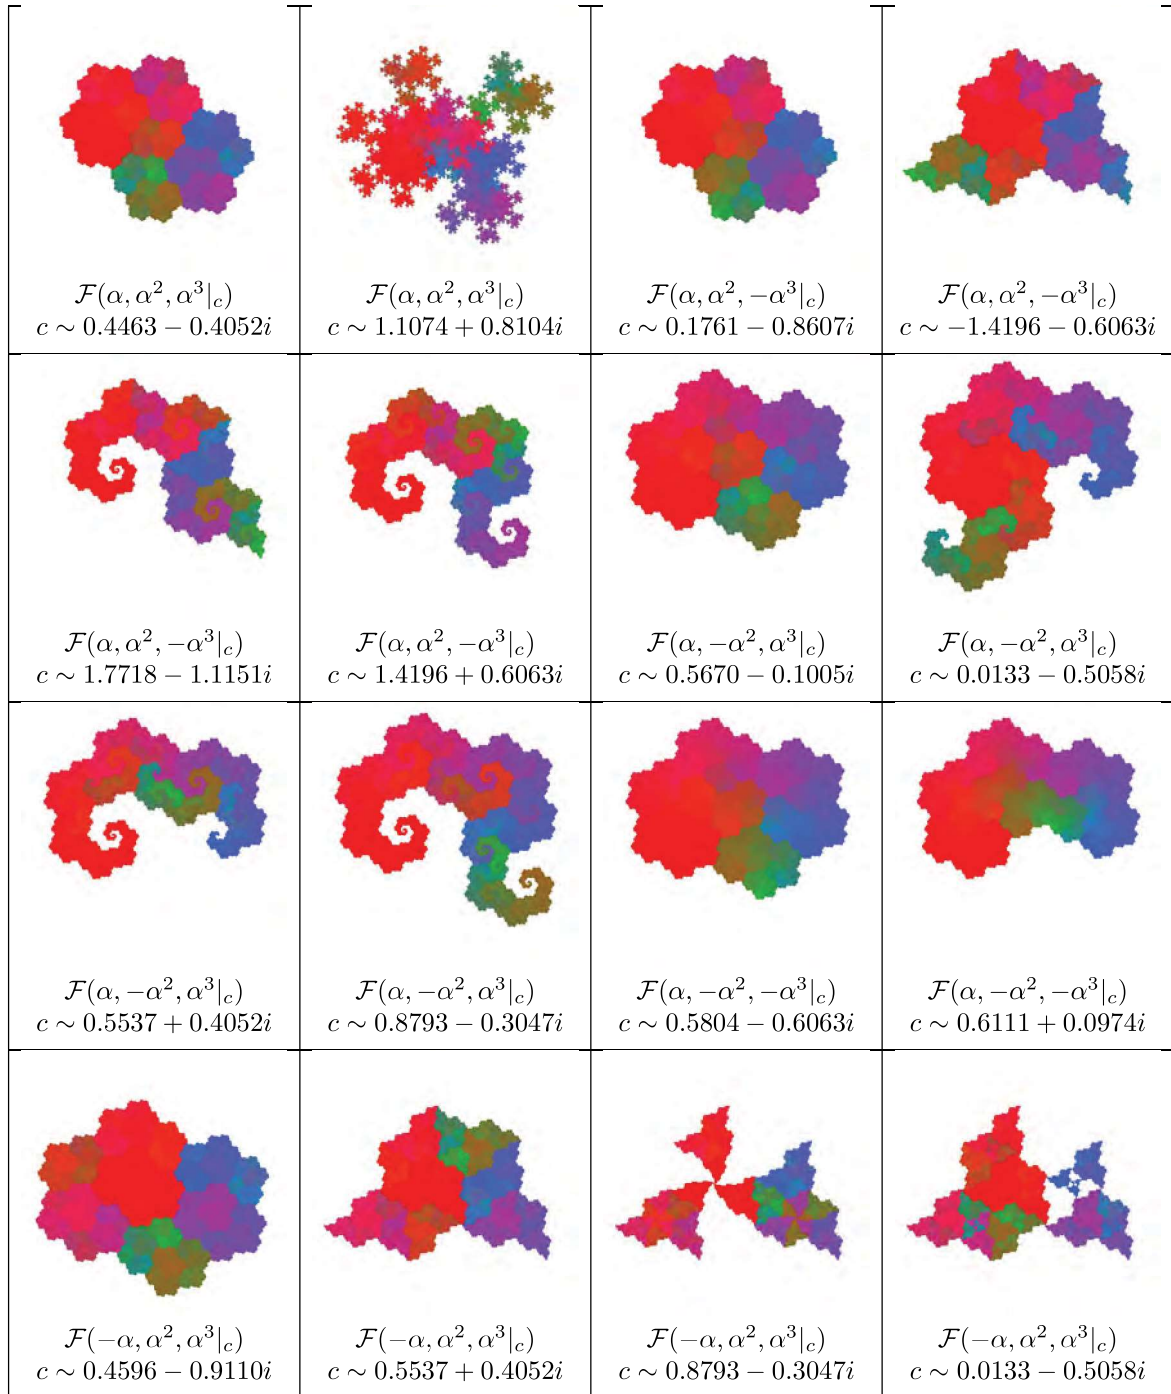 𝓕(α, α², α³|_c)
c ∼ 0.4463 − 0.4052i
𝓕(α, α², α³|_c)
c ∼ 1.1074 + 0.8104i
𝓕(α, α², −α³|_c)
c ∼ 0.1761 − 0.8607i
𝓕(α, α², −α³|_c)
c ∼ −1.4196 − 0.6063i
𝓕(α, α², −α³|_c)
c ∼ 1.7718 − 1.1151i
𝓕(α, α², −α³|_c)
c ∼ 1.4196 + 0.6063i
𝓕(α, −α², α³|_c)
c ∼ 0.5670 − 0.1005i
𝓕(α, −α², α³|_c)
c ∼ 0.0133 − 0.5058i
𝓕(α, −α², α³|_c)
c ∼ 0.5537 + 0.4052i
𝓕(α, −α², α³|_c)
c ∼ 0.8793 − 0.3047i
𝓕(α, −α², −α³|_c)
c ∼ 0.5804 − 0.6063i
𝓕(α, −α², −α³|_c)
c ∼ 0.6111 + 0.0974i
𝓕(−α, α², α³|_c)
c ∼ 0.4596 − 0.9110i
𝓕(−α, α², α³|_c)
c ∼ 0.5537 + 0.4052i
𝓕(−α, α², α³|_c)
c ∼ 0.8793 − 0.3047i
𝓕(−α, α², α³|_c)
c ∼ 0.0133 − 0.5058i